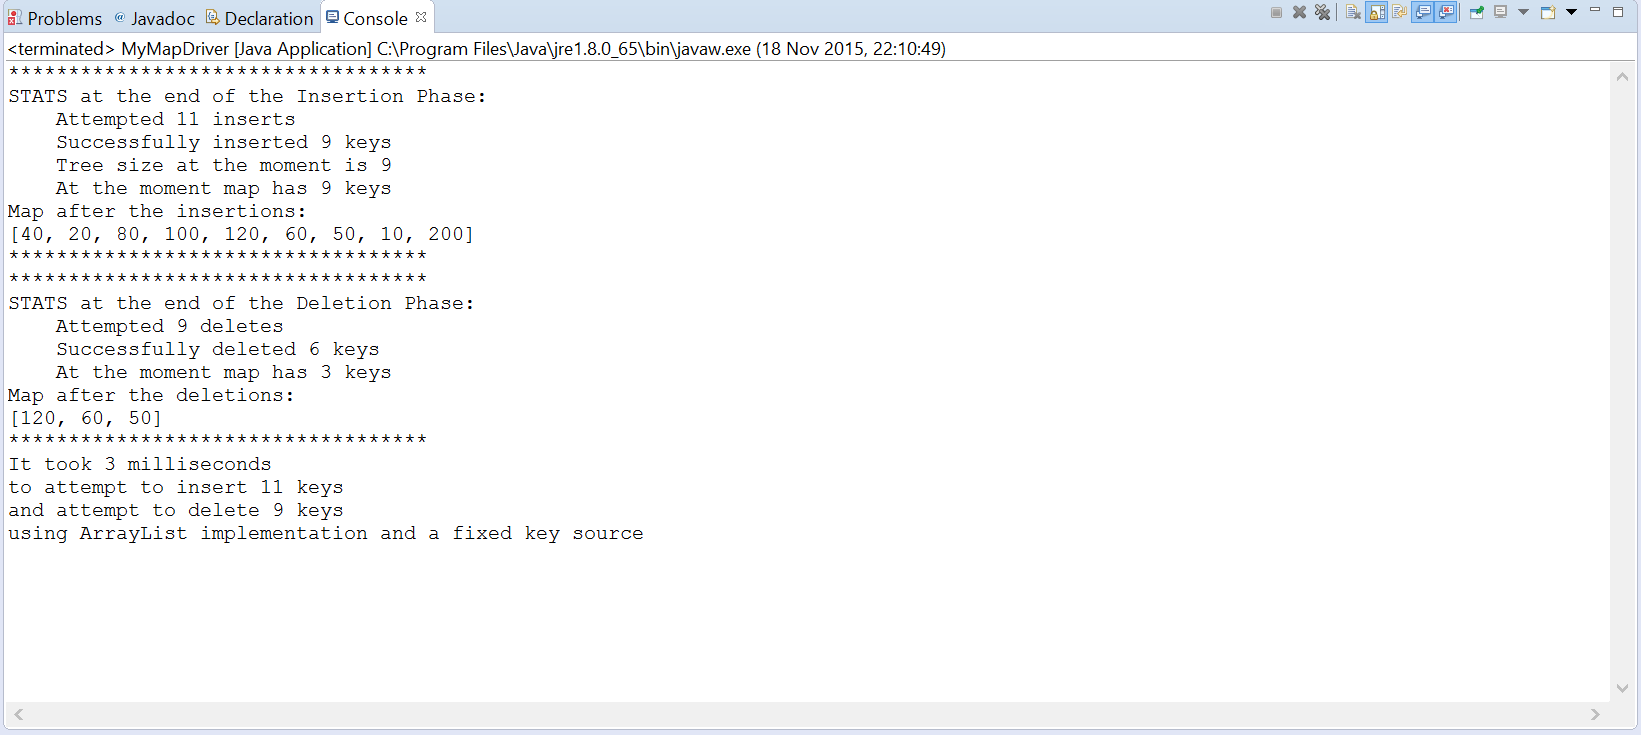 Problems @ Javadoc Declaration Console
<terminated> MyMapDriver [Java Application] C:\Program Files\Java\jre1.8.0_65\bin\javaw.exe (18 Nov 2015, 22:10:49)
***********************************
STATS at the end of the Insertion Phase:
    Attempted 11 inserts
    Successfully inserted 9 keys
    Tree size at the moment is 9
    At the moment map has 9 keys
Map after the insertions:
[40, 20, 80, 100, 120, 60, 50, 10, 200]
***********************************
***********************************
STATS at the end of the Deletion Phase:
    Attempted 9 deletes
    Successfully deleted 6 keys
    At the moment map has 3 keys
Map after the deletions:
[120, 60, 50]
***********************************
It took 3 milliseconds
to attempt to insert 11 keys
and attempt to delete 9 keys
using ArrayList implementation and a fixed key source